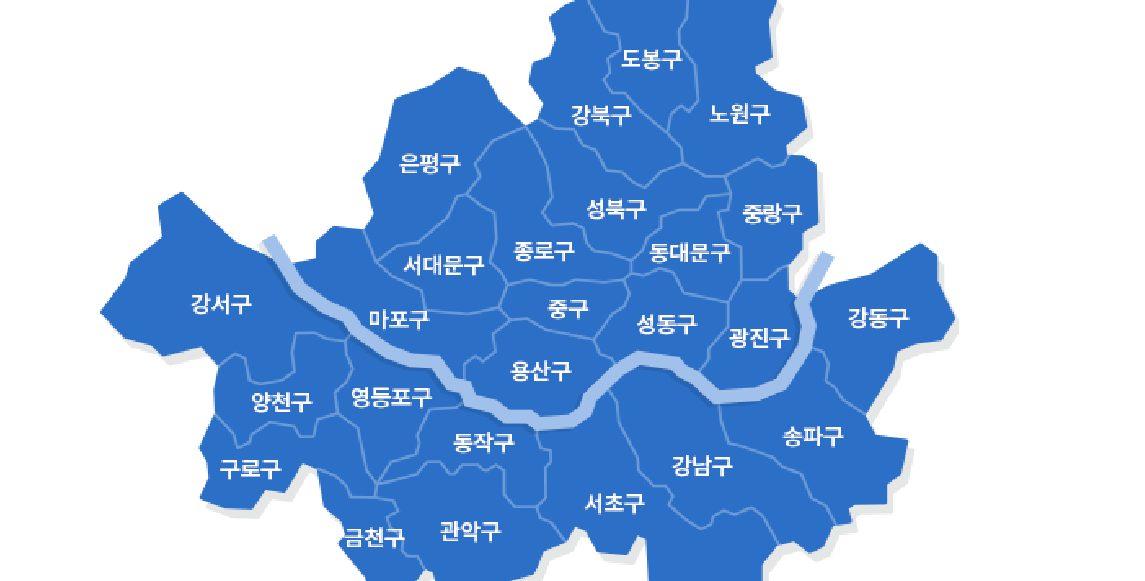 도봉구
강북구
노원구
은평구
성북구
중랑구
종로구
동대문구
서대문구
강서구
중구
마포구
성동구
강동구
광진구
용산구
영등포구
양천구
송파구
동작구
강남구
구로구
서초구
관악구
금천구